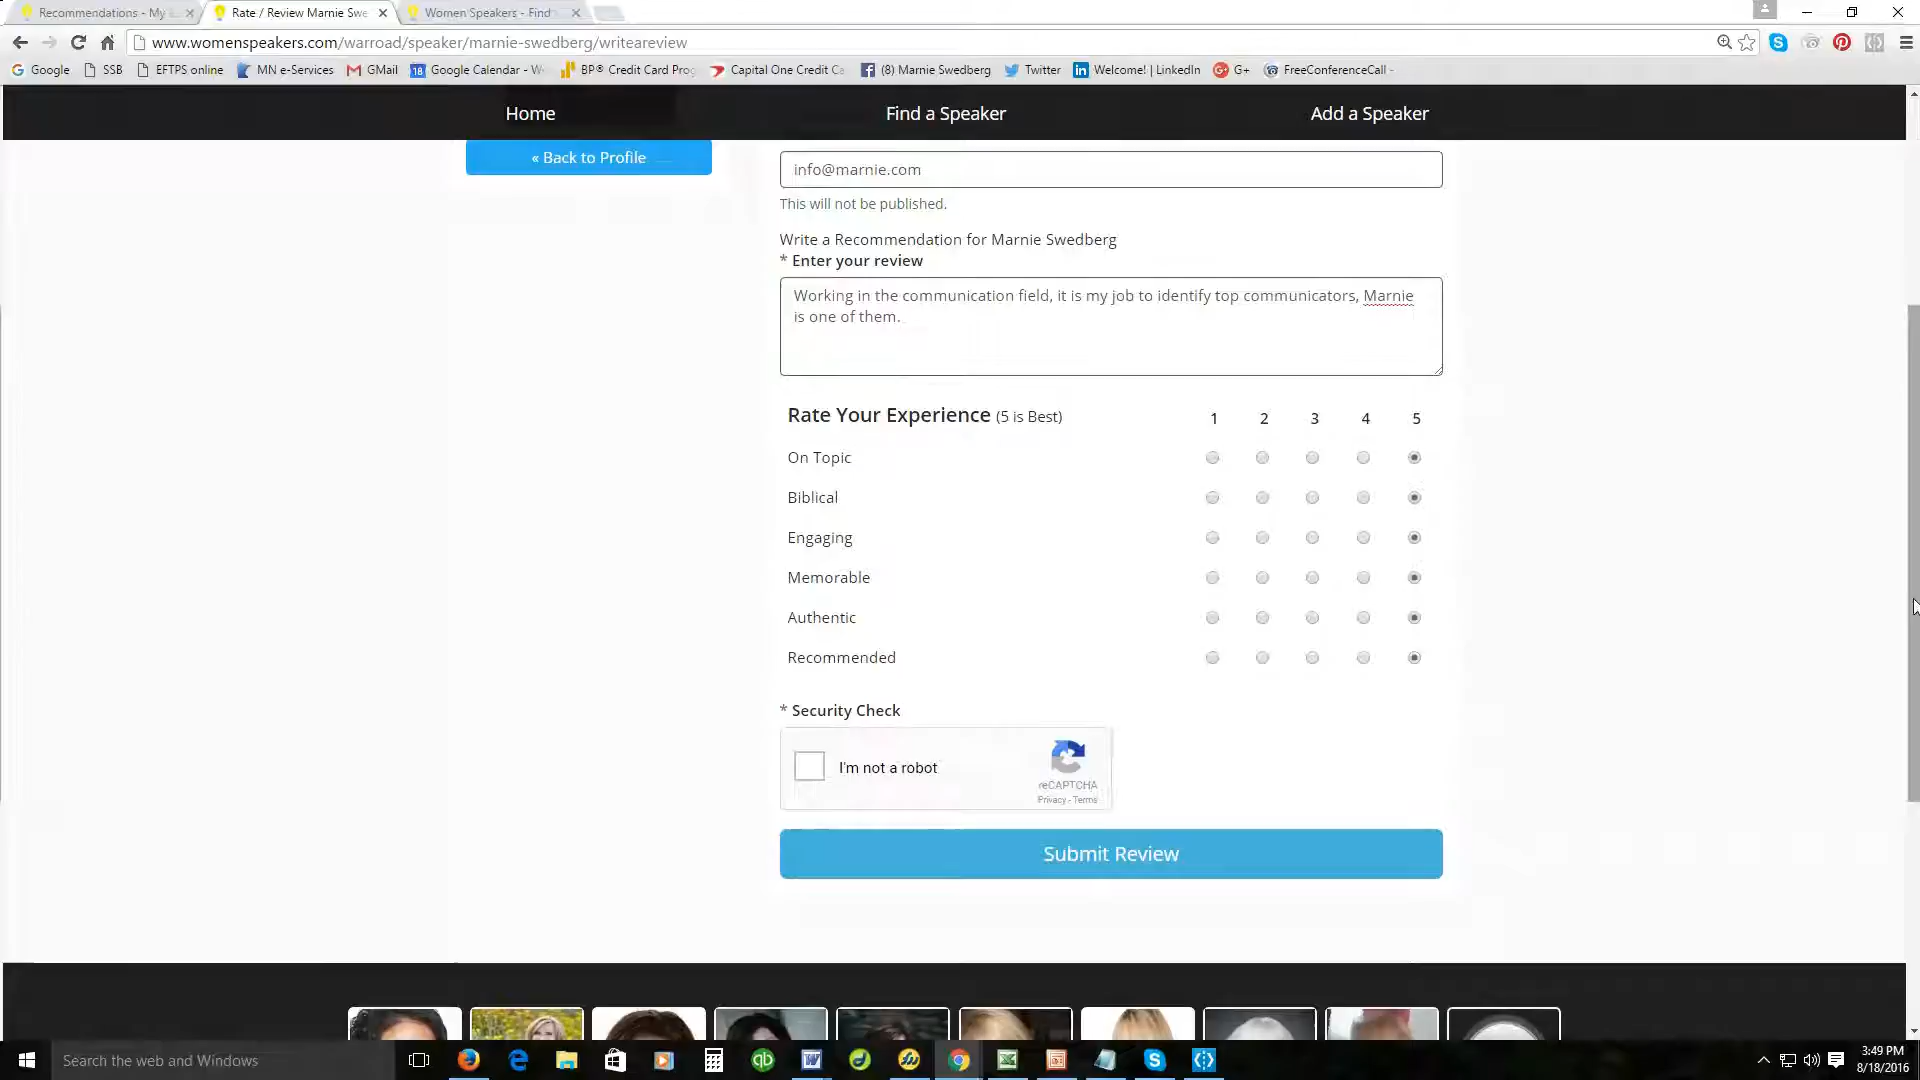 Recommendations - My
Rate / Review Marnie Swe
Women Speakers - Find
www.womenspeakers.com/warroad/speaker/marnie-swedberg/writeareview
Google
SSB
EFTPS online
MN e-Services
GMail
18
Google Calendar - W
BP® Credit Card Prog
Capital One Credit Ca
(8) Marnie Swedberg
Twitter
Welcome! | LinkedIn
G+
FreeConferenceCall -
Home
Find a Speaker
Add a Speaker
« Back to Profile
info@marnie.com
This will not be published.
Write a Recommendation for Marnie Swedberg
* Enter your review
Working in the communication field, it is my job to identify top communicators, Marnie
is one of them.
Rate Your Experience (5 is Best) 1 2 3 4 5
On Topic
Biblical
Engaging
Memorable
Authentic
Recommended
* Security Check
I'm not a robot
reCAPTCHA
Privacy - Terms
Submit Review
Search the web and Windows
3:49 PM
8/18/2016